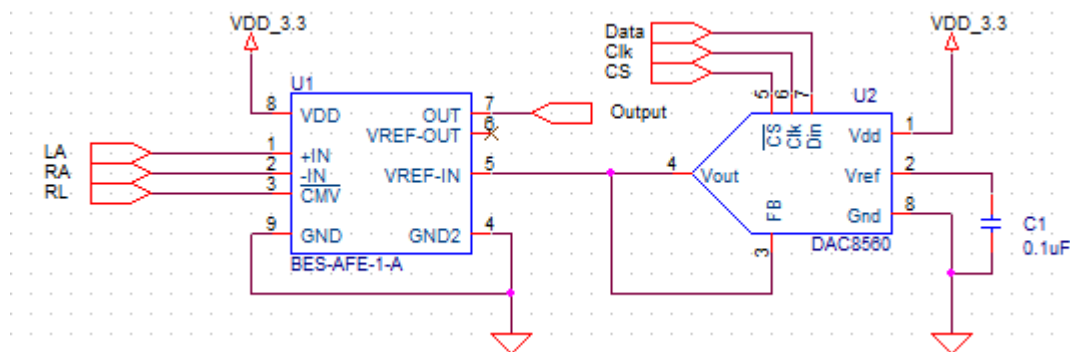 VDD_3.3
U1
8 VDD
OUT 7
Output
VREF-OUT 6
LA
1 +IN
RA
2 -IN
VREF-IN 5
RL
3 CMV
9 GND
GND2 4
BES-AFE-1-A
Data
Clk
CS
VDD_3.3
5 6 7
U2
CS Clk Din
Vdd 1
4 Vout
Vref 2
FB
Gnd 8
3
DAC8560
C1
0.1uF